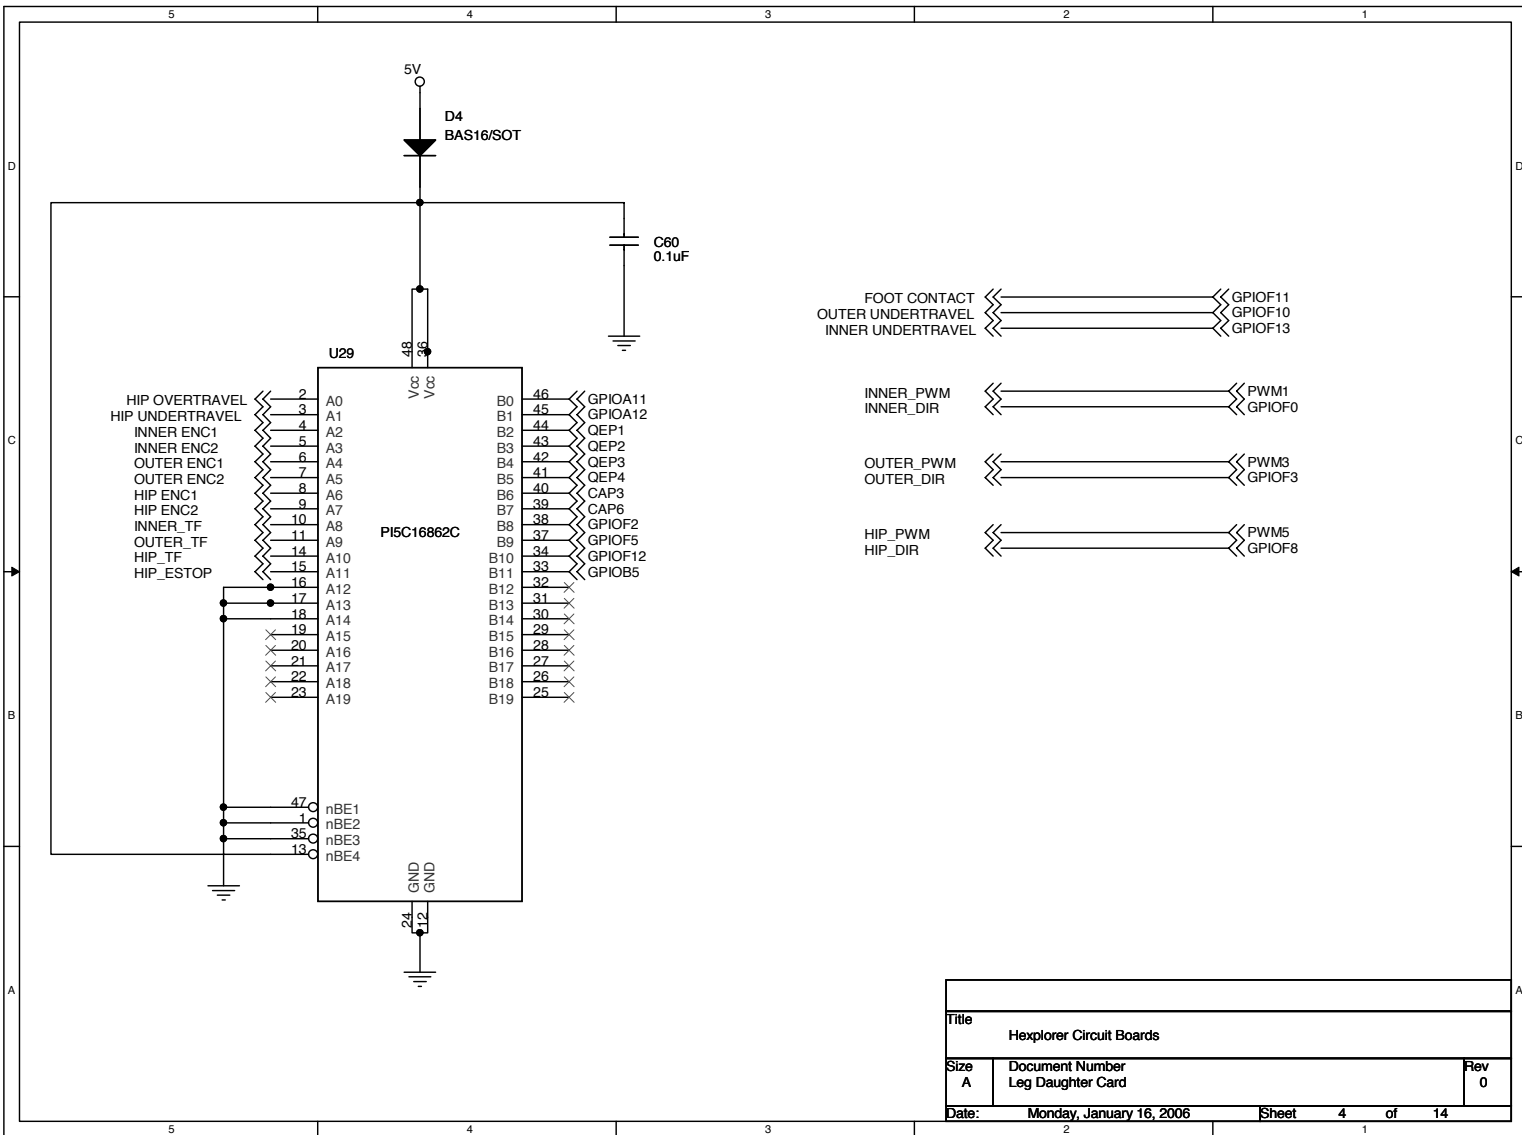 5 4 3 2 1
D D
C C
B B
A A
5V
D4
BAS16/SOT
C60
0.1uF
U29
48 36
Vcc Vcc
HIP OVERTRAVEL 2 A0 B0 46 GPIOA11
HIP UNDERTRAVEL 3 A1 B1 45 GPIOA12
INNER ENC1 4 A2 B2 44 QEP1
INNER ENC2 5 A3 B3 43 QEP2
OUTER ENC1 6 A4 B4 42 QEP3
OUTER ENC2 7 A5 B5 41 QEP4
HIP ENC1 8 A6 B6 40 CAP3
HIP ENC2 9 A7 B7 39 CAP6
INNER_TF 10 A8 B8 38 GPIOF2
OUTER_TF 11 A9 B9 37 GPIOF5
HIP_TF 14 A10 B10 34 GPIOF12
HIP_ESTOP 15 A11 B11 33 GPIOB5
16 A12 B12 32
17 A13 B13 31
18 A14 B14 30
19 A15 B15 29
20 A16 B16 28
21 A17 B17 27
22 A18 B18 26
23 A19 B19 25
PI5C16862C
47 nBE1
1 nBE2
35 nBE3
13 nBE4
GND GND
24 12
FOOT CONTACT GPIOF11
OUTER UNDERTRAVEL GPIOF10
INNER UNDERTRAVEL GPIOF13
INNER_PWM PWM1
INNER_DIR GPIOF0
OUTER_PWM PWM3
OUTER_DIR GPIOF3
HIP_PWM PWM5
HIP_DIR GPIOF8
Title
Hexplorer Circuit Boards
Size Document Number Rev
A Leg Daughter Card 0
Date: Monday, January 16, 2006 Sheet 4 of 14
5 4 3 2 1